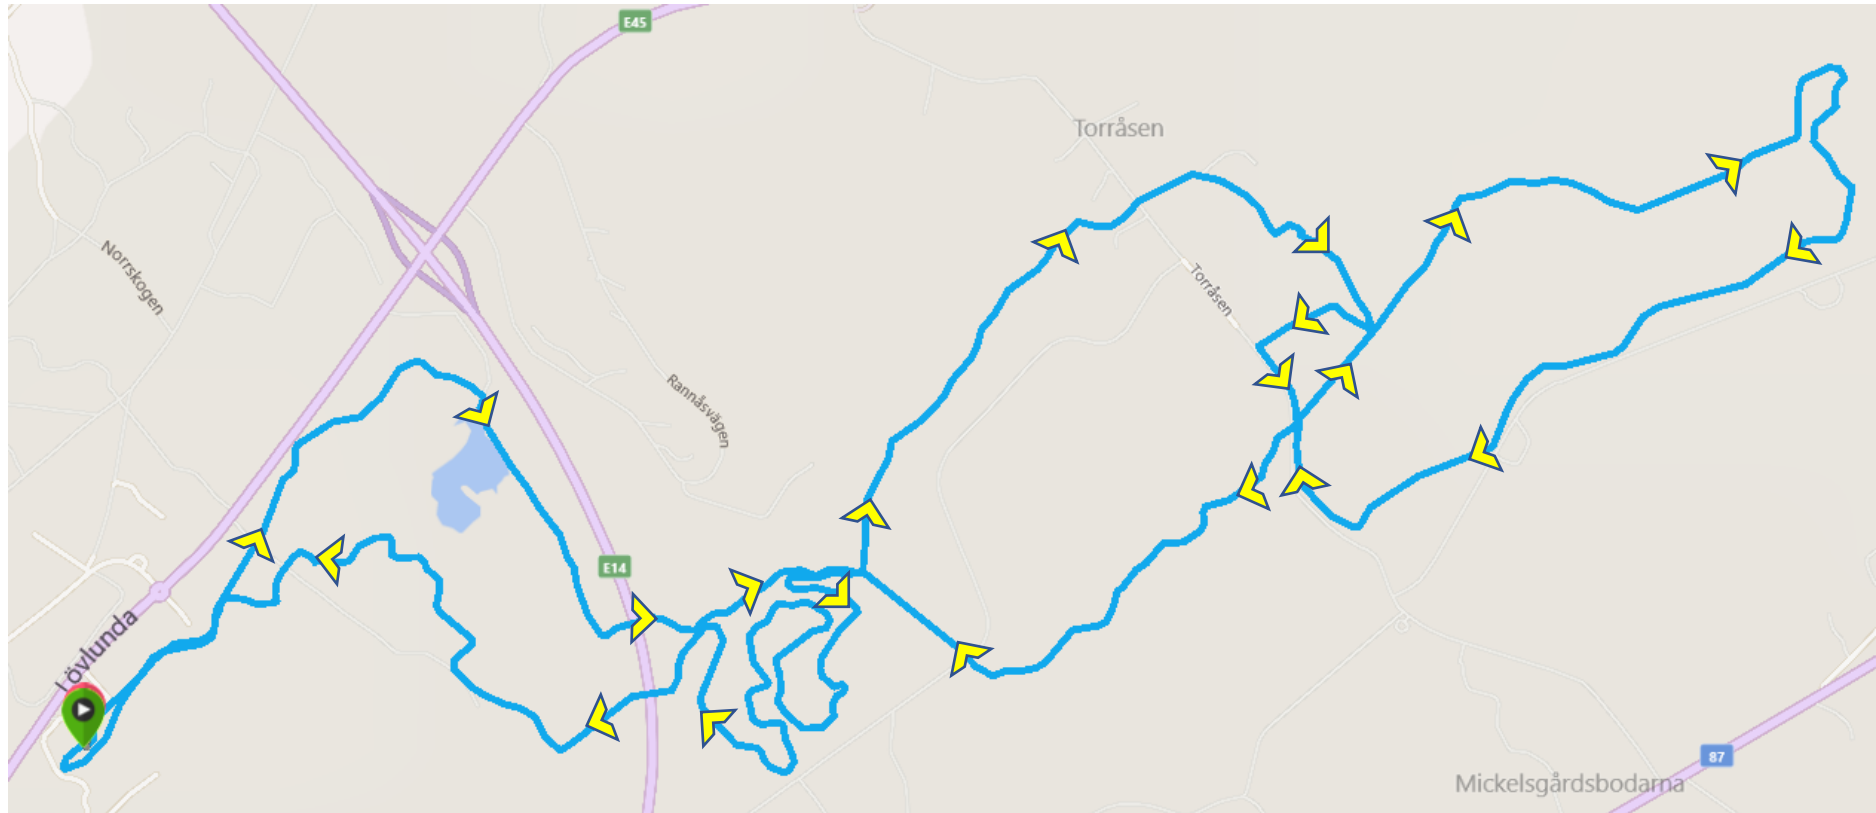 E45
Torråsen
Norrskogen
Torråsen
Rannåsvägen
E14
Lövlunda
87
Mickelsgårdsbodarna